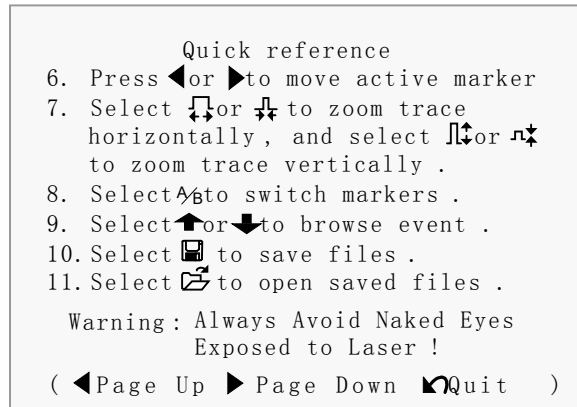 Quick reference
6. Press ◀or ▶to move active marker
7. Select or to zoom trace
horizontally , and select or
to zoom trace vertically .
8. Select A/B to switch markers .
9. Select⬆or⬇to browse event .
10. Select to save files .
11. Select to open saved files .
Warning : Always Avoid Naked Eyes
Exposed to Laser !
( ◀Page Up ▶ Page Down Quit )